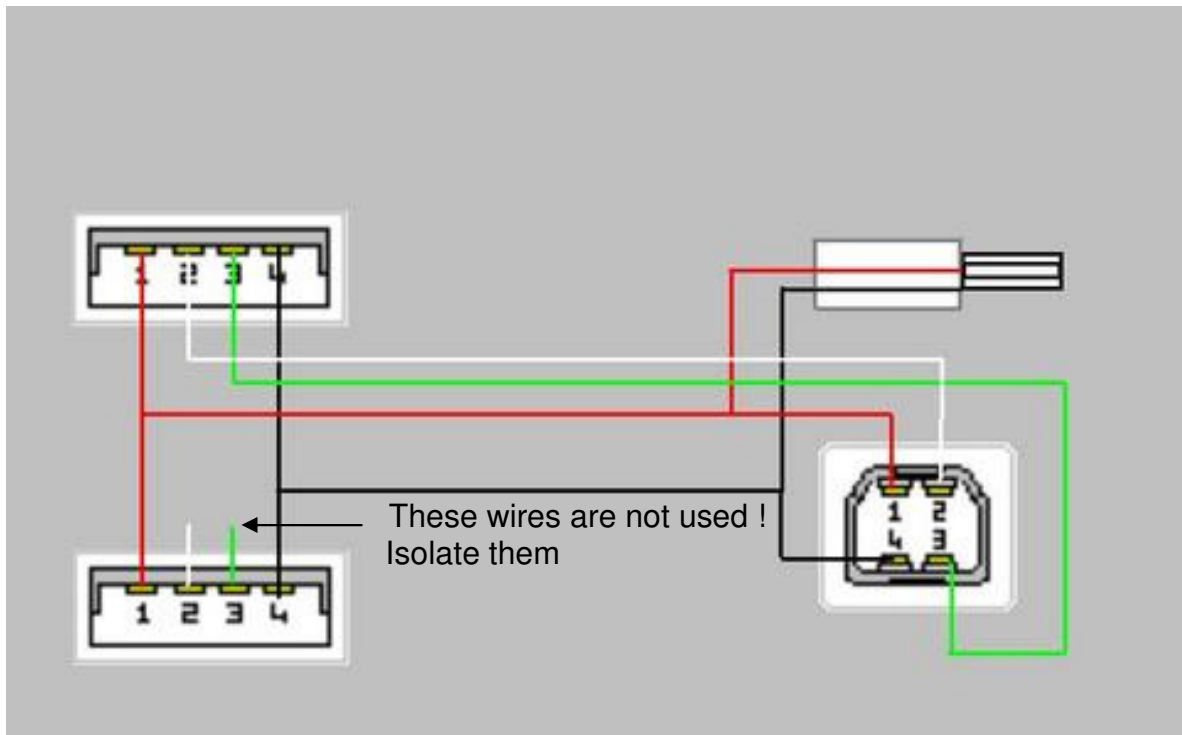 1 2 3 4
These wires are not used !
Isolate them
1 2
4 3
1 2 3 4